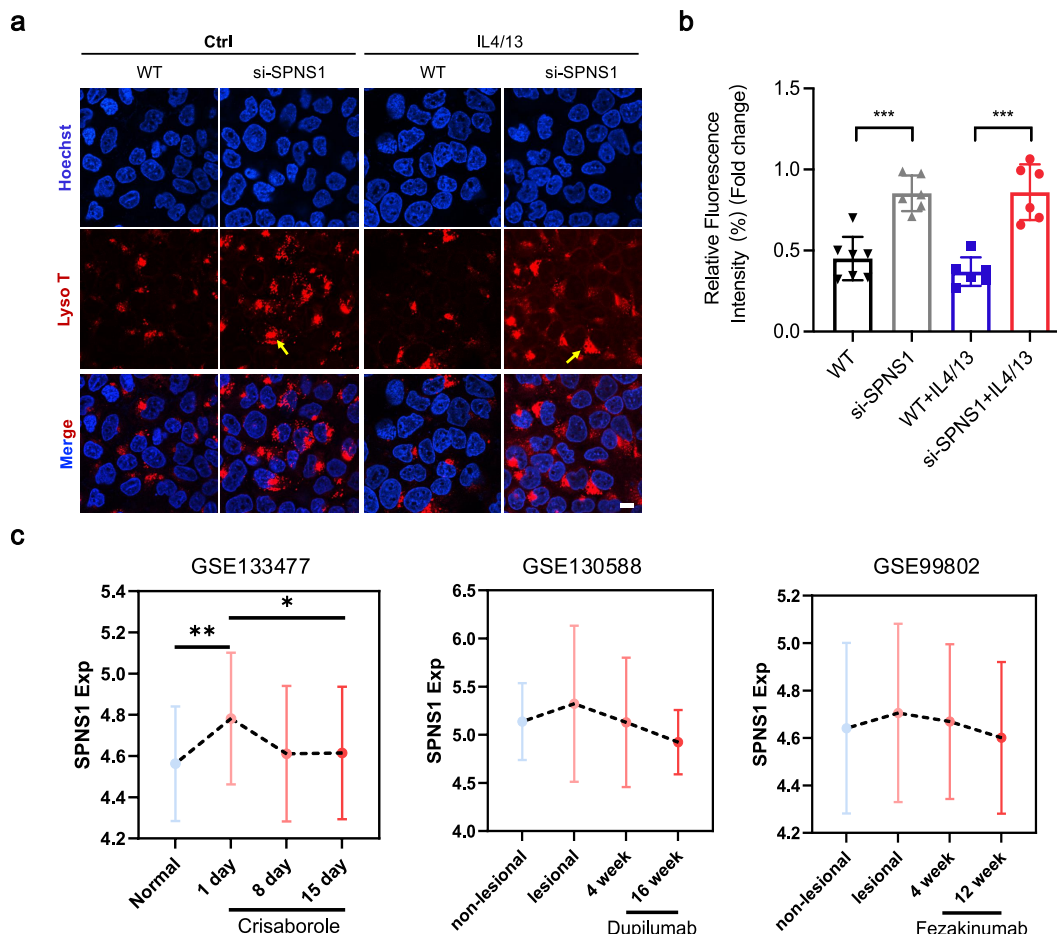 a
Ctrl
IL4/13
WT
si-SPNS1
WT
si-SPNS1
Hoechst
Lyso T
Merge
b
Relative Fluorescence
Intensity (%) (Fold change)
1.5
1.0
0.5
0.0
***
***
WT
si-SPNS1
WT+IL4/13
si-SPNS1+IL4/13
c
GSE133477
SPNS1 Exp
5.4
5.2
5.0
4.8
4.6
4.4
4.2
**
*
Normal
1 day
8 day
15 day
Crisaborole
GSE130588
SPNS1 Exp
6.5
6.0
5.5
5.0
4.5
4.0
non-lesional
lesional
4 week
16 week
Dupilumab
GSE99802
SPNS1 Exp
5.2
5.0
4.8
4.6
4.4
4.2
non-lesional
lesional
4 week
12 week
Fezakinumab